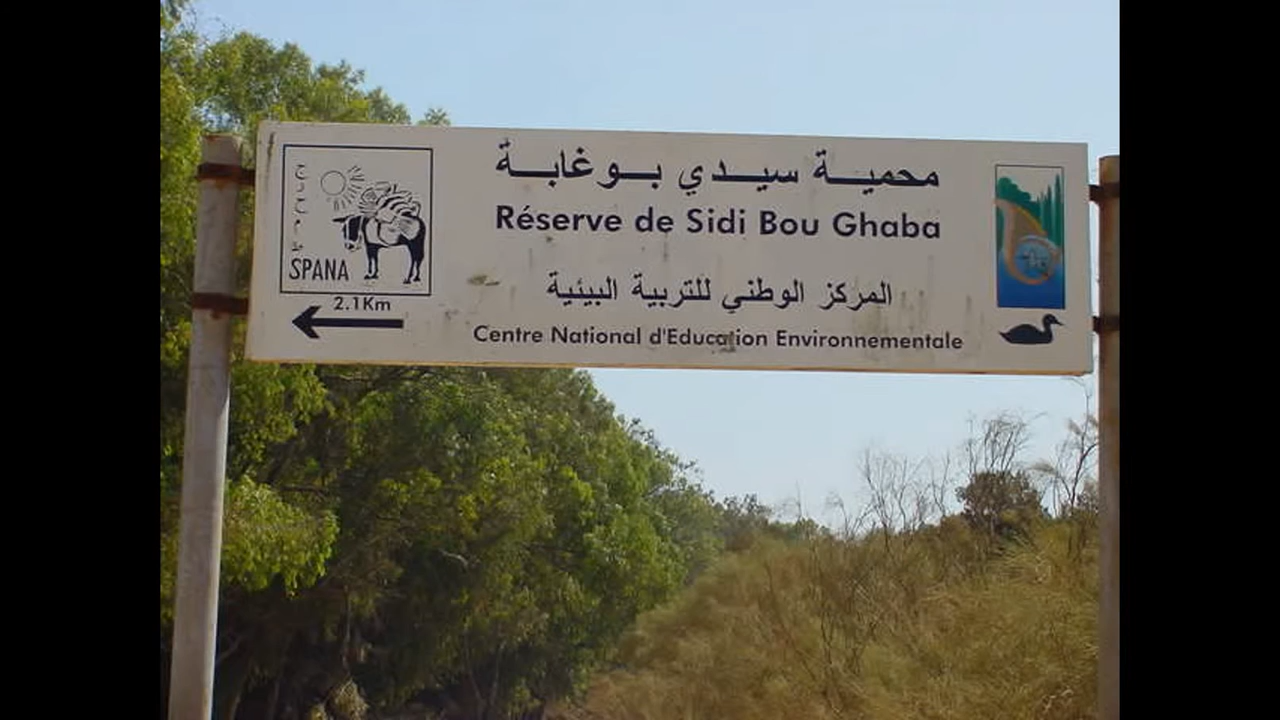 محمية سيدي بوغابة
Réserve de Sidi Bou Ghaba
المركز الوطني للتربية البيئية
Centre National d'Education Environnementale
SPANA
2.1Km